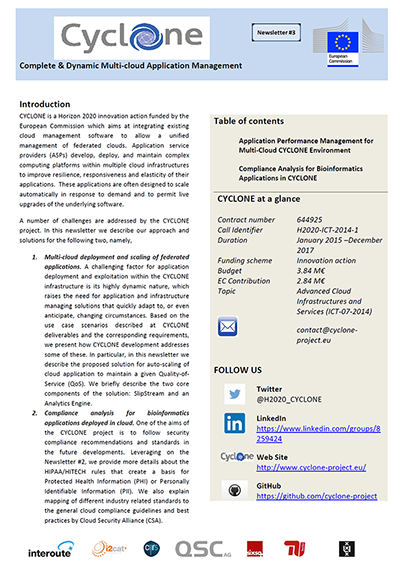 Cyclone
Newsletter #3
European
Commission
Complete & Dynamic Multi-cloud Application Management
Introduction
CYCLONE is a Horizon 2020 innovation action funded by the
European Commission which aims at integrating existing
cloud management software to allow a unified
management of federated clouds. Application service
providers (ASPs) develop, deploy, and maintain complex
computing platforms within multiple cloud infrastructures
to improve resilience, responsiveness and elasticity of their
applications. These applications are often designed to scale
automatically in response to demand and to permit live
upgrades of the underlying software.
A number of challenges are addressed by the CYCLONE
project. In this newsletter we describe our approach and
solutions for the following two, namely,
1. Multi-cloud deployment and scaling of federated
applications. A challenging factor for application
deployment and exploitation within the CYCLONE
infrastructure is its highly dynamic nature, which
raises the need for application and infrastructure
managing solutions that quickly adapt to, or even
anticipate, changing circumstances. Based on the
use case scenarios described at CYCLONE
deliverables and the corresponding requirements,
we present how CYCLONE development addresses
some of these. In particular, in this newsletter we
describe the proposed solution for auto-scaling of
cloud application to maintain a given Quality-of-
Service (QoS). We briefly describe the two core
components of the solution: SlipStream and an
Analytics Engine.
2. Compliance analysis for bioinformatics
applications deployed in cloud. One of the aims of
the CYCLONE project is to follow security
compliance recommendations and standards in
the future developments. Leveraging on the
Newsletter #2, we provide more details about the
HIPAA/HITECH rules that create a basis for
Protected Health Information (PHI) or Personally
Identifiable Information (PII). We also explain
mapping of different industry related standards to
the general cloud compliance guidelines and best
practices by Cloud Security Alliance (CSA).
Table of contents
Application Performance Management for
Multi-Cloud CYCLONE Environment
Compliance Analysis for Bioinformatics
Applications in CYCLONE
CYCLONE at a glance
Contract number 644925
Call Identifier H2020-ICT-2014-1
Duration January 2015 –December
2017
Funding scheme Innovation action
Budget 3.84 M€
EC Contribution 2.84 M€
Topic Advanced Cloud
Infrastructures and
Services (ICT-07-2014)
contact@cyclone-
project.eu
FOLLOW US
Twitter
@H2020_CYCLONE
LinkedIn
https://www.linkedin.com/groups/8
259424
Cyclone Web Site
http://www.cyclone-project.eu/
GitHub
https://github.com/cyclone-project
interoute
i2cat
cnrs
QSC AG
sixsq